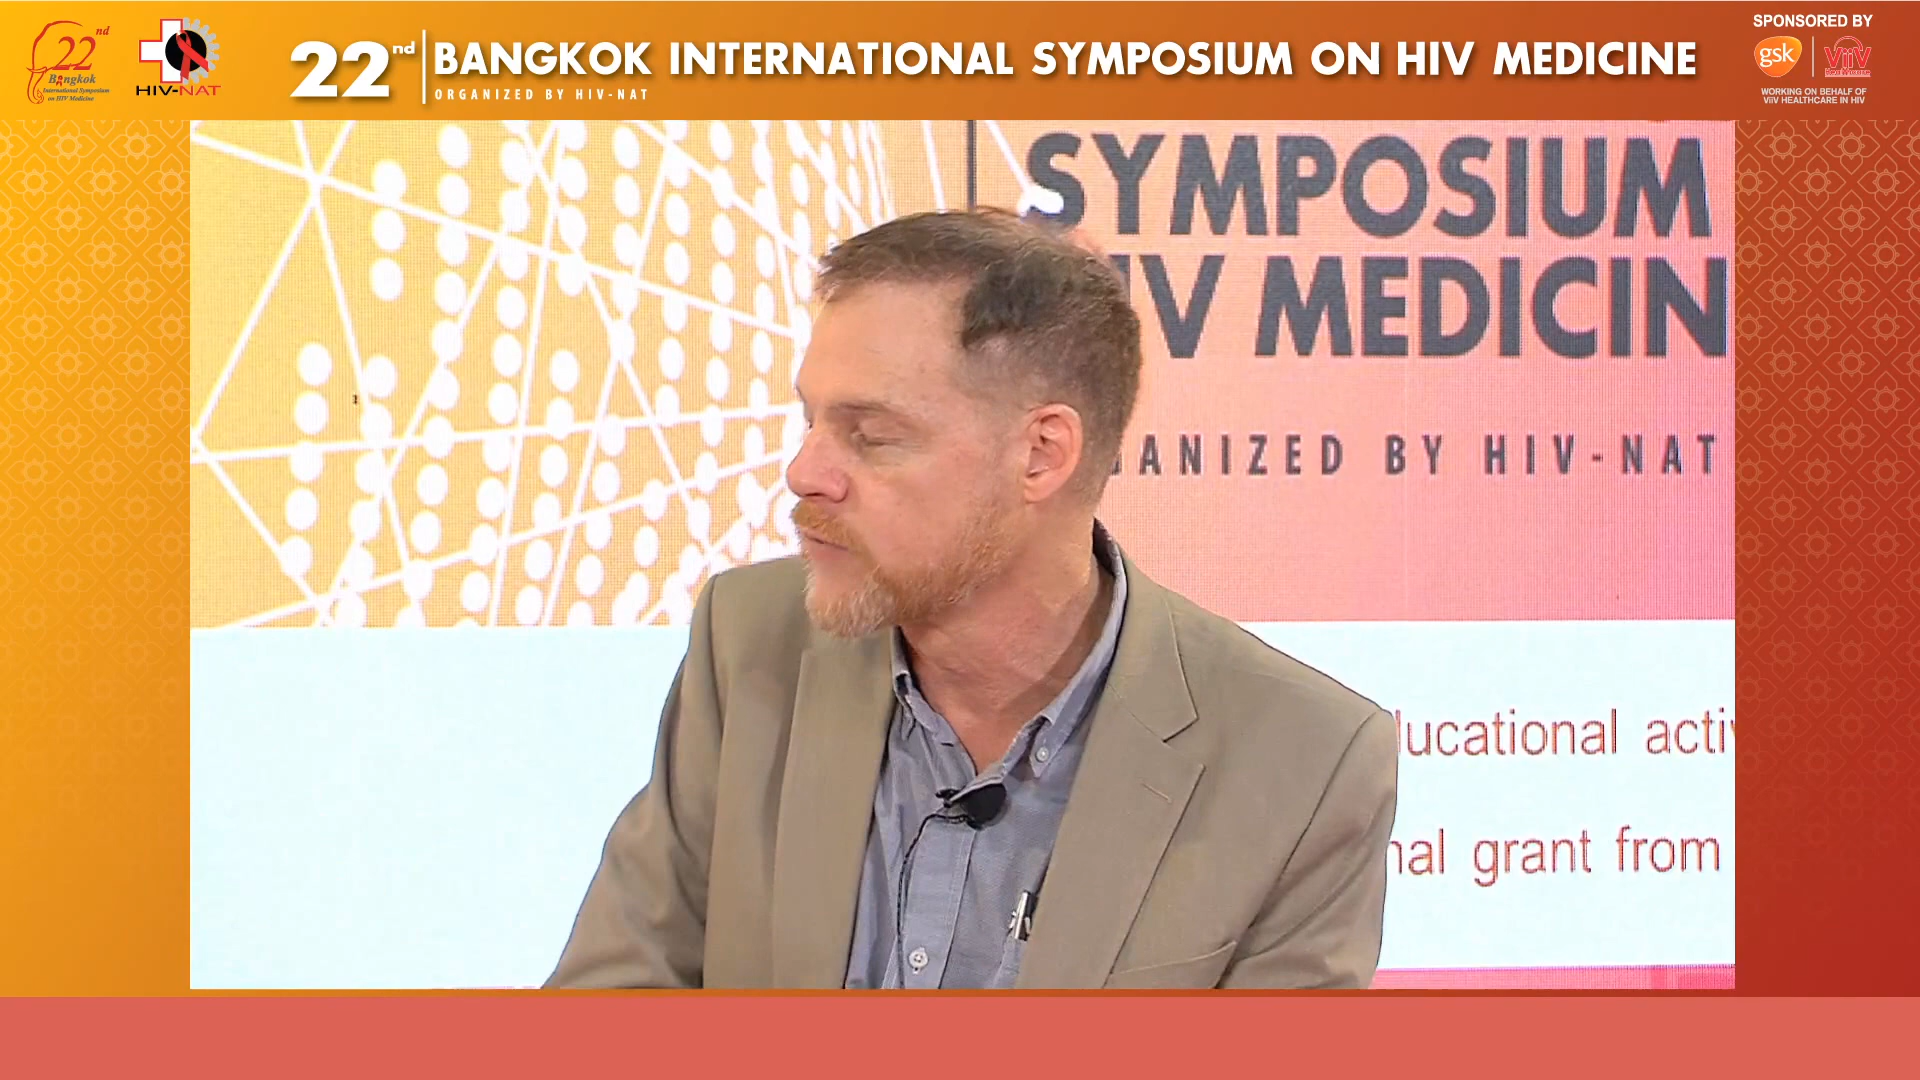 22nd
Bangkok
International Symposium
on HIV Medicine
HIV-NAT
22nd
BANGKOK INTERNATIONAL SYMPOSIUM ON HIV MEDICINE
ORGANIZED BY HIV-NAT
SPONSORED BY
gsk
ViiV
WORKING ON BEHALF OF
ViiV HEALTHCARE IN HIV
SYMPOSIUM
IV MEDICIN
ANIZED BY HIV-NAT
ucational acti
nal grant from